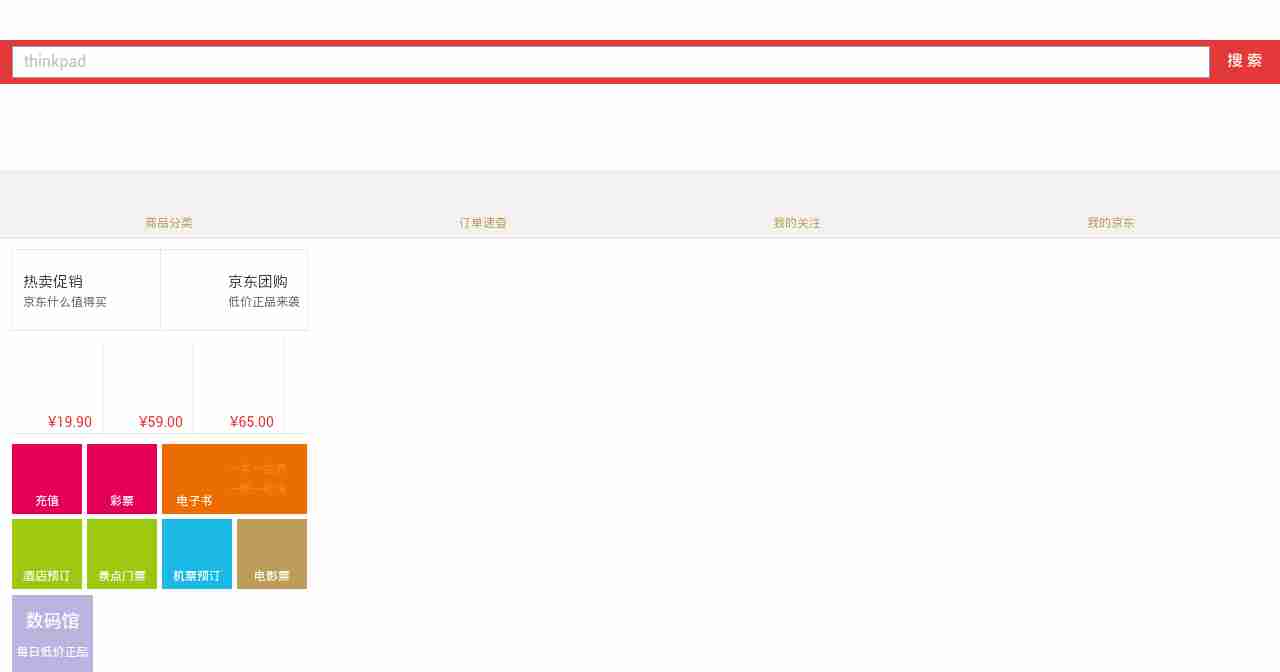 thinkpad
搜 索
商品分类
订单速查
我的关注
我的京东
热卖促销
京东什么值得买
京东团购
低价正品来袭
¥19.90
¥59.00
¥65.00
充值
彩票
电子书
酒店预订
景点门票
机票预订
电影票
数码馆
每日低价正品